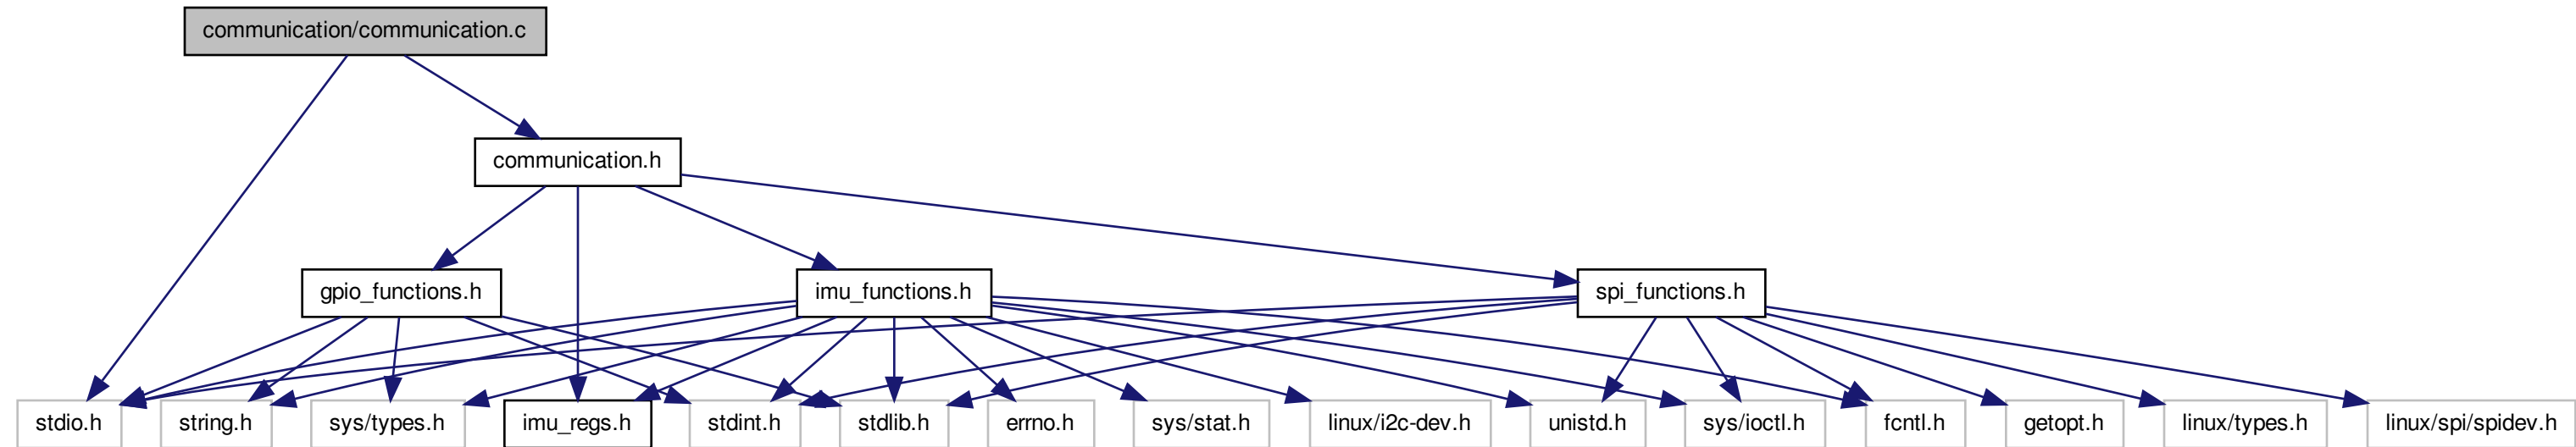 communication/communication.c
communication.h
gpio_functions.h
imu_functions.h
spi_functions.h
stdio.h
string.h
sys/types.h
imu_regs.h
stdint.h
stdlib.h
errno.h
sys/stat.h
linux/i2c-dev.h
unistd.h
sys/ioctl.h
fcntl.h
getopt.h
linux/types.h
linux/spi/spidev.h